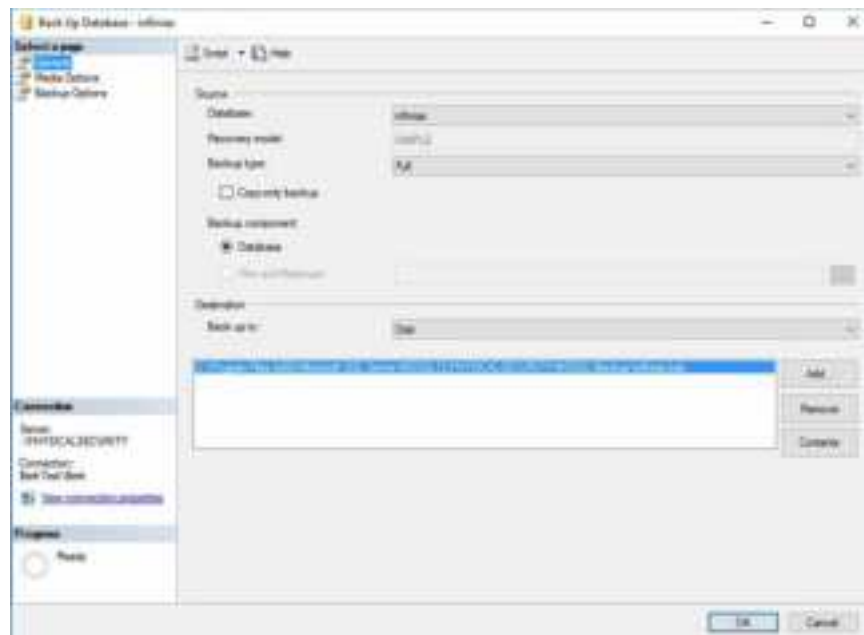 Back Up Database - infinias
Select a page
General
Media Options
Backup Options
Script Help
Source
Database:
infinias
Recovery model:
SIMPLE
Backup type:
Full
Copy-only backup
Backup component:
Database
Files and filegroups:
Destination
Back up to:
Disk
Add
Remove
Contents
Connection
Server:
\PHYSICALSECURITY
Connection:
View connection properties
Progress
Ready
OK Cancel